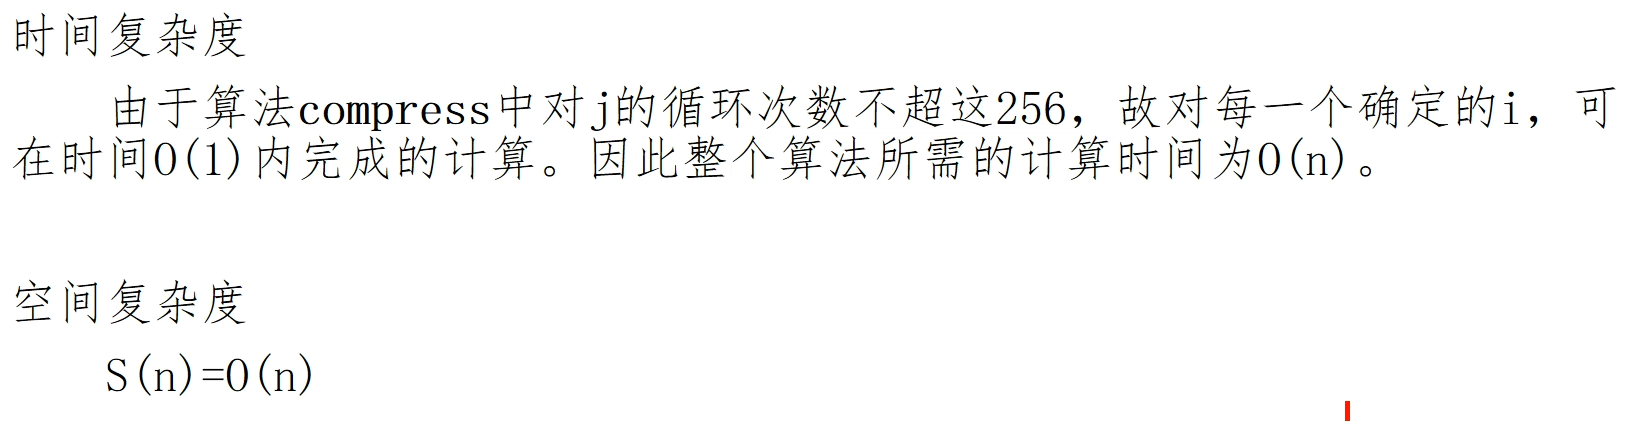 时间复杂度
由于算法compress中对j的循环次数不超这256，故对每一个确定的i，可
在时间O(1)内完成的计算。因此整个算法所需的计算时间为O(n)。
空间复杂度
S(n)=O(n)